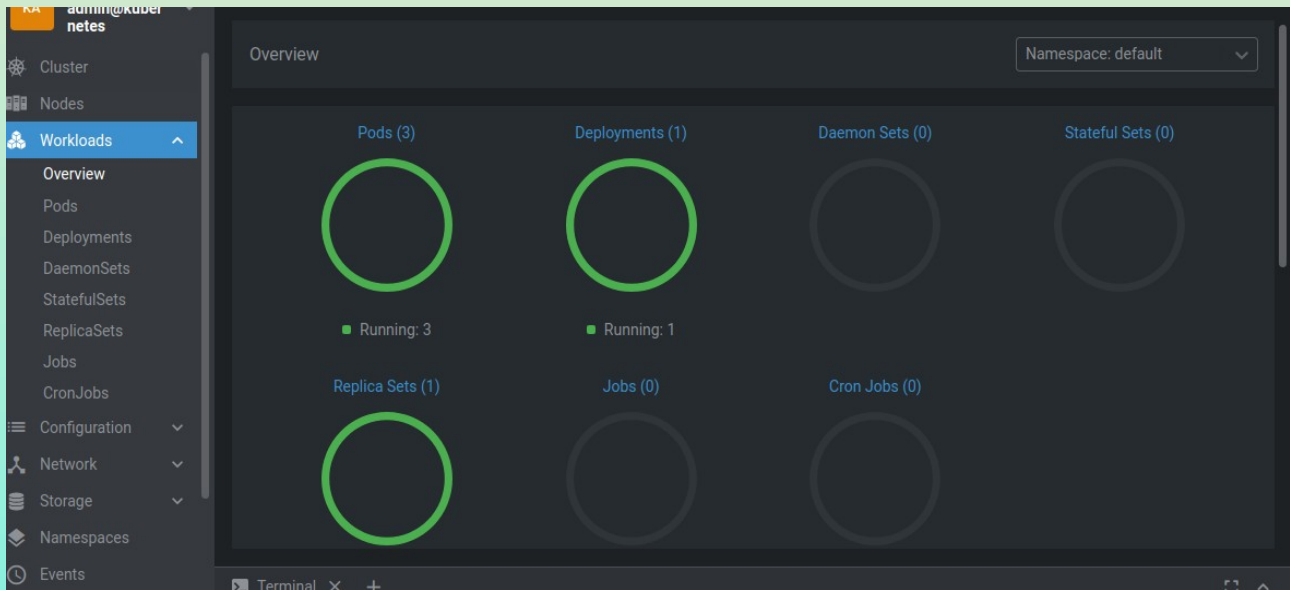 KA
admin@kuber
netes
Cluster
Nodes
Workloads
Overview
Pods
Deployments
DaemonSets
StatefulSets
ReplicaSets
Jobs
CronJobs
Configuration
Network
Storage
Namespaces
Events
Overview
Namespace: default
Pods (3)
Deployments (1)
Daemon Sets (0)
Stateful Sets (0)
Running: 3
Running: 1
Replica Sets (1)
Jobs (0)
Cron Jobs (0)
Terminal